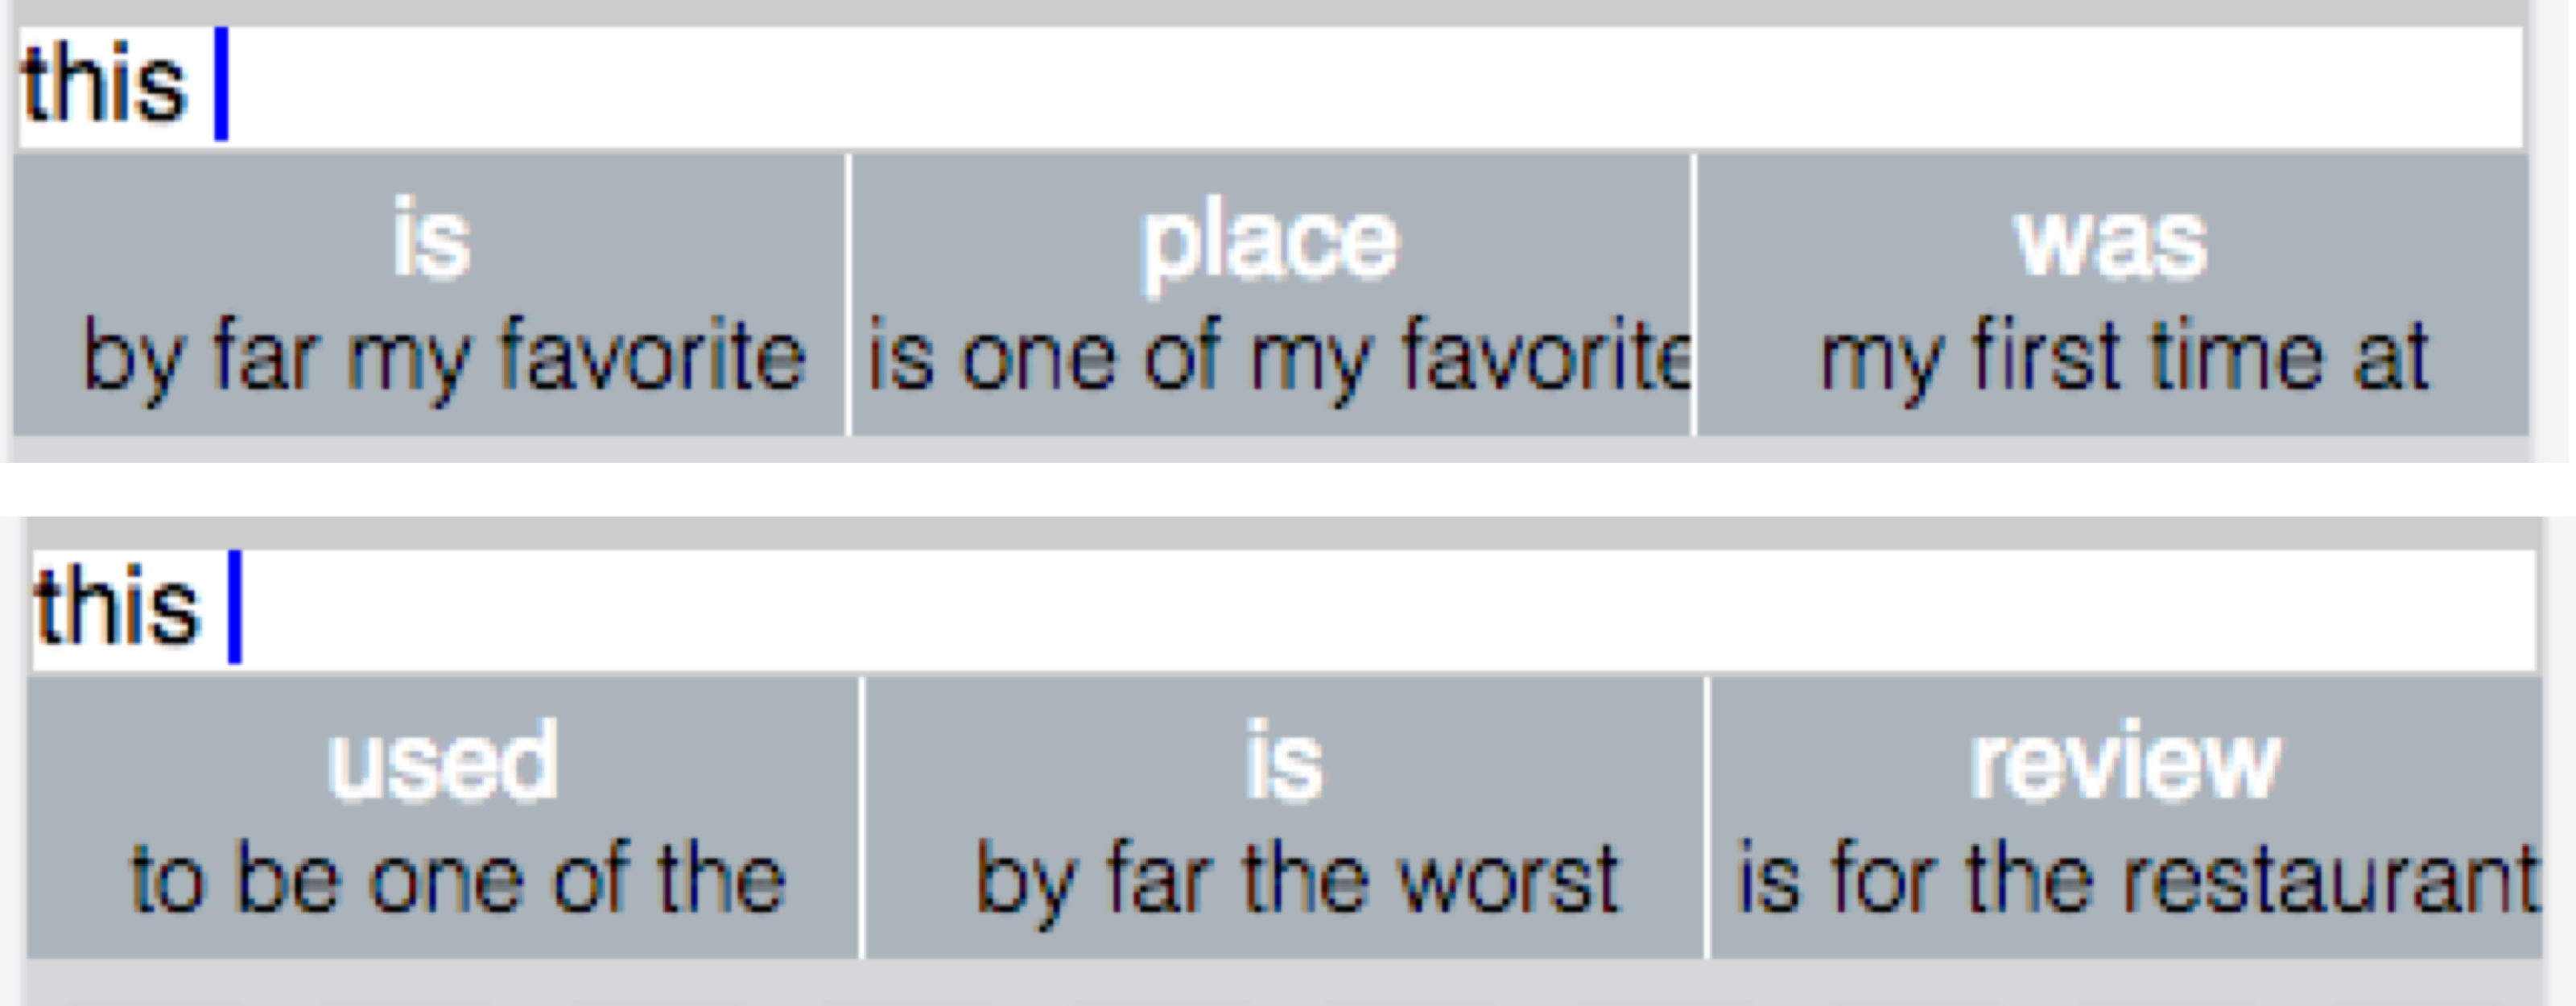 this
is place was
by far my favorite is one of my favorite my first time at
this
used is review
to be one of the by far the worst is for the restaurant